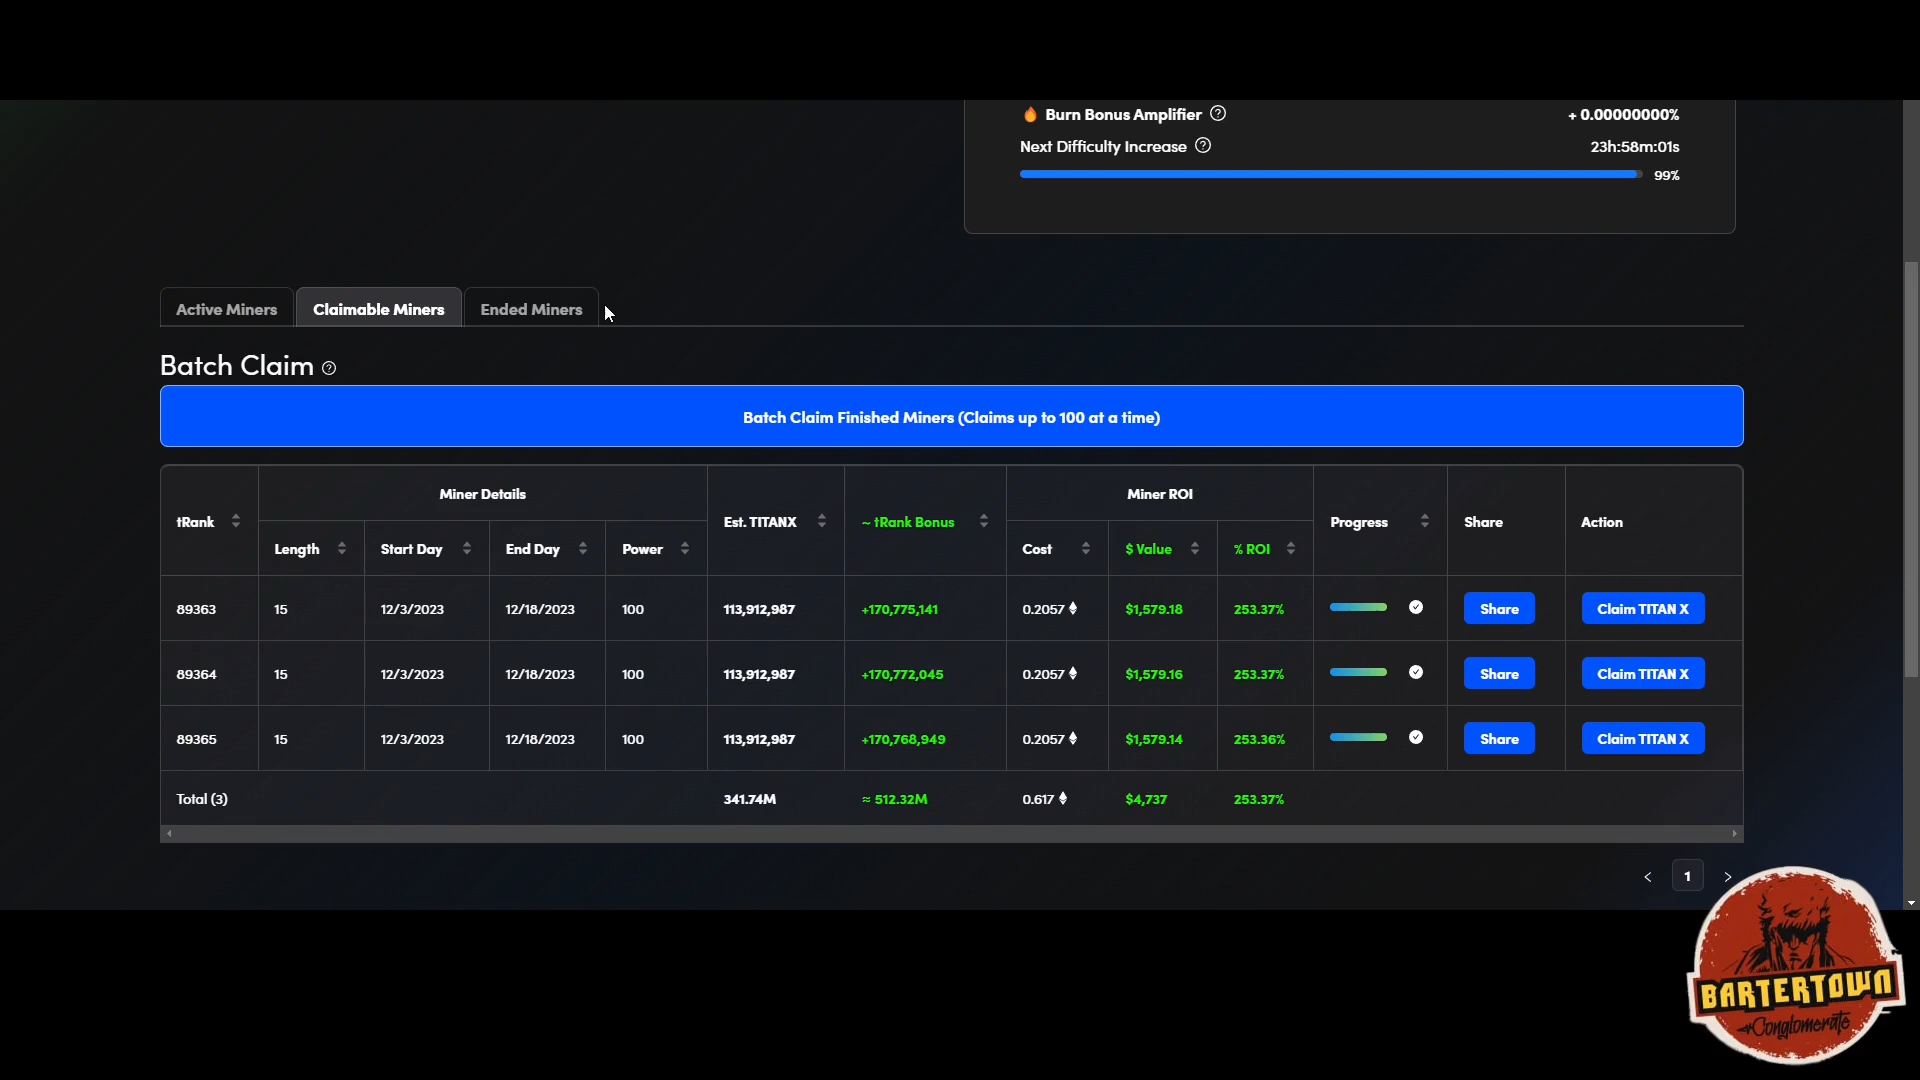 Burn Bonus Amplifier + 0.00000000%
Next Difficulty Increase 23h:58m:01s
99%
Active Miners Claimable Miners Ended Miners
Batch Claim
Batch Claim Finished Miners (Claims up to 100 at a time)
tRank Miner Details Est. TITANX ~ tRank Bonus Miner ROI Progress Share Action
Length Start Day End Day Power Cost $ Value % ROI
89363 15 12/3/2023 12/18/2023 100 113,912,987 +170,775,141 0.2057 $1,579.18 253.37% Share Claim TITAN X
89364 15 12/3/2023 12/18/2023 100 113,912,987 +170,772,045 0.2057 $1,579.16 253.37% Share Claim TITAN X
89365 15 12/3/2023 12/18/2023 100 113,912,987 +170,768,949 0.2057 $1,579.14 253.36% Share Claim TITAN X
Total (3) 341.74M ≈ 512.32M 0.617 $4,737 253.37%
< 1 >
BARTERTOWN
Conglomerate